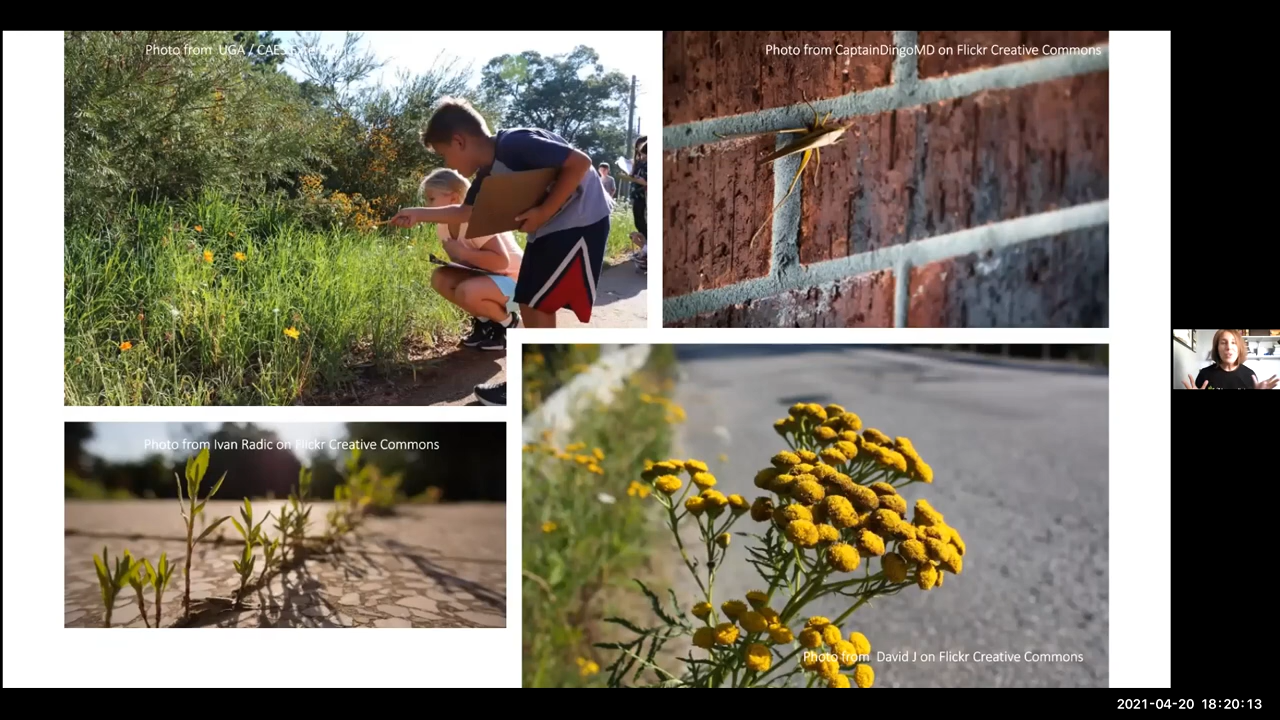 Photo from UGA / CAES Extension
Photo from CaptainDingoMD on Flickr Creative Commons
Photo from Ivan Radic on Flickr Creative Commons
Photo from David J on Flickr Creative Commons
2021-04-20 18:20:13